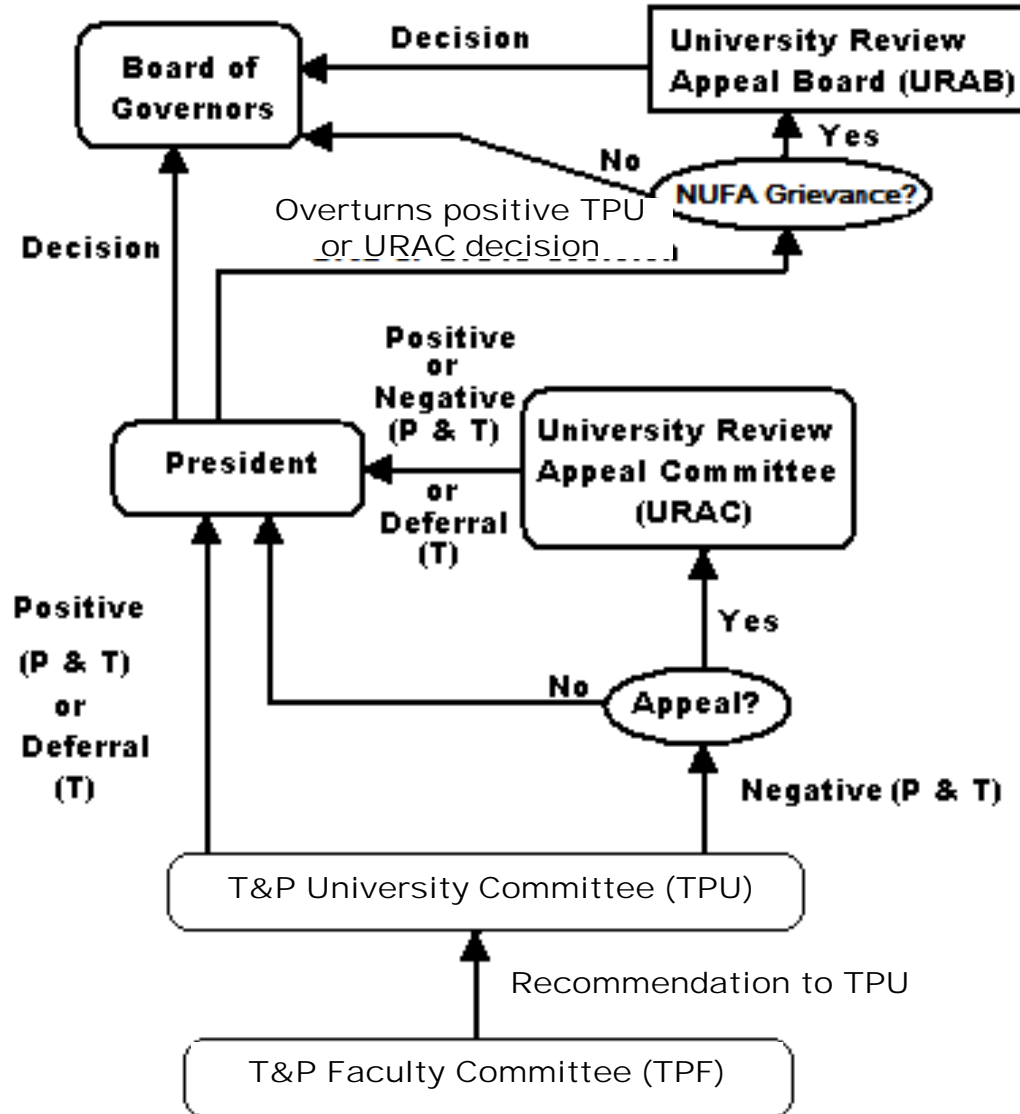 Decision
University Review
Appeal Board (URAB)
Board of
Governors
Yes
No
NUFA Grievance?
Overturns positive TPU
or URAC decision
Decision
Positive
or
Negative
(P & T)
University Review
Appeal Committee
(URAC)
President
or
Deferral
(T)
Positive
(P & T)
or
Deferral
(T)
Yes
No
Appeal?
Negative (P & T)
T&P University Committee (TPU)
Recommendation to TPU
T&P Faculty Committee (TPF)